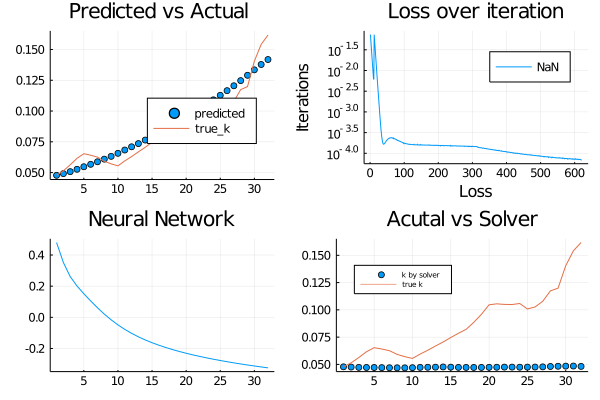 Predicted vs Actual
0.150
0.125
0.100
0.075
0.050
predicted
true_k
5 10 15 20 25 30
Loss over iteration
Iterations
10^-1.5
10^-2.0
10^-2.5
10^-3.0
10^-3.5
10^-4.0
NaN
0 100 200 300 400 500 600
Loss
Neural Network
0.4
0.2
0.0
-0.2
5 10 15 20 25 30
Acutal vs Solver
0.150
0.125
0.100
0.075
0.050
k by solver
true k
5 10 15 20 25 30